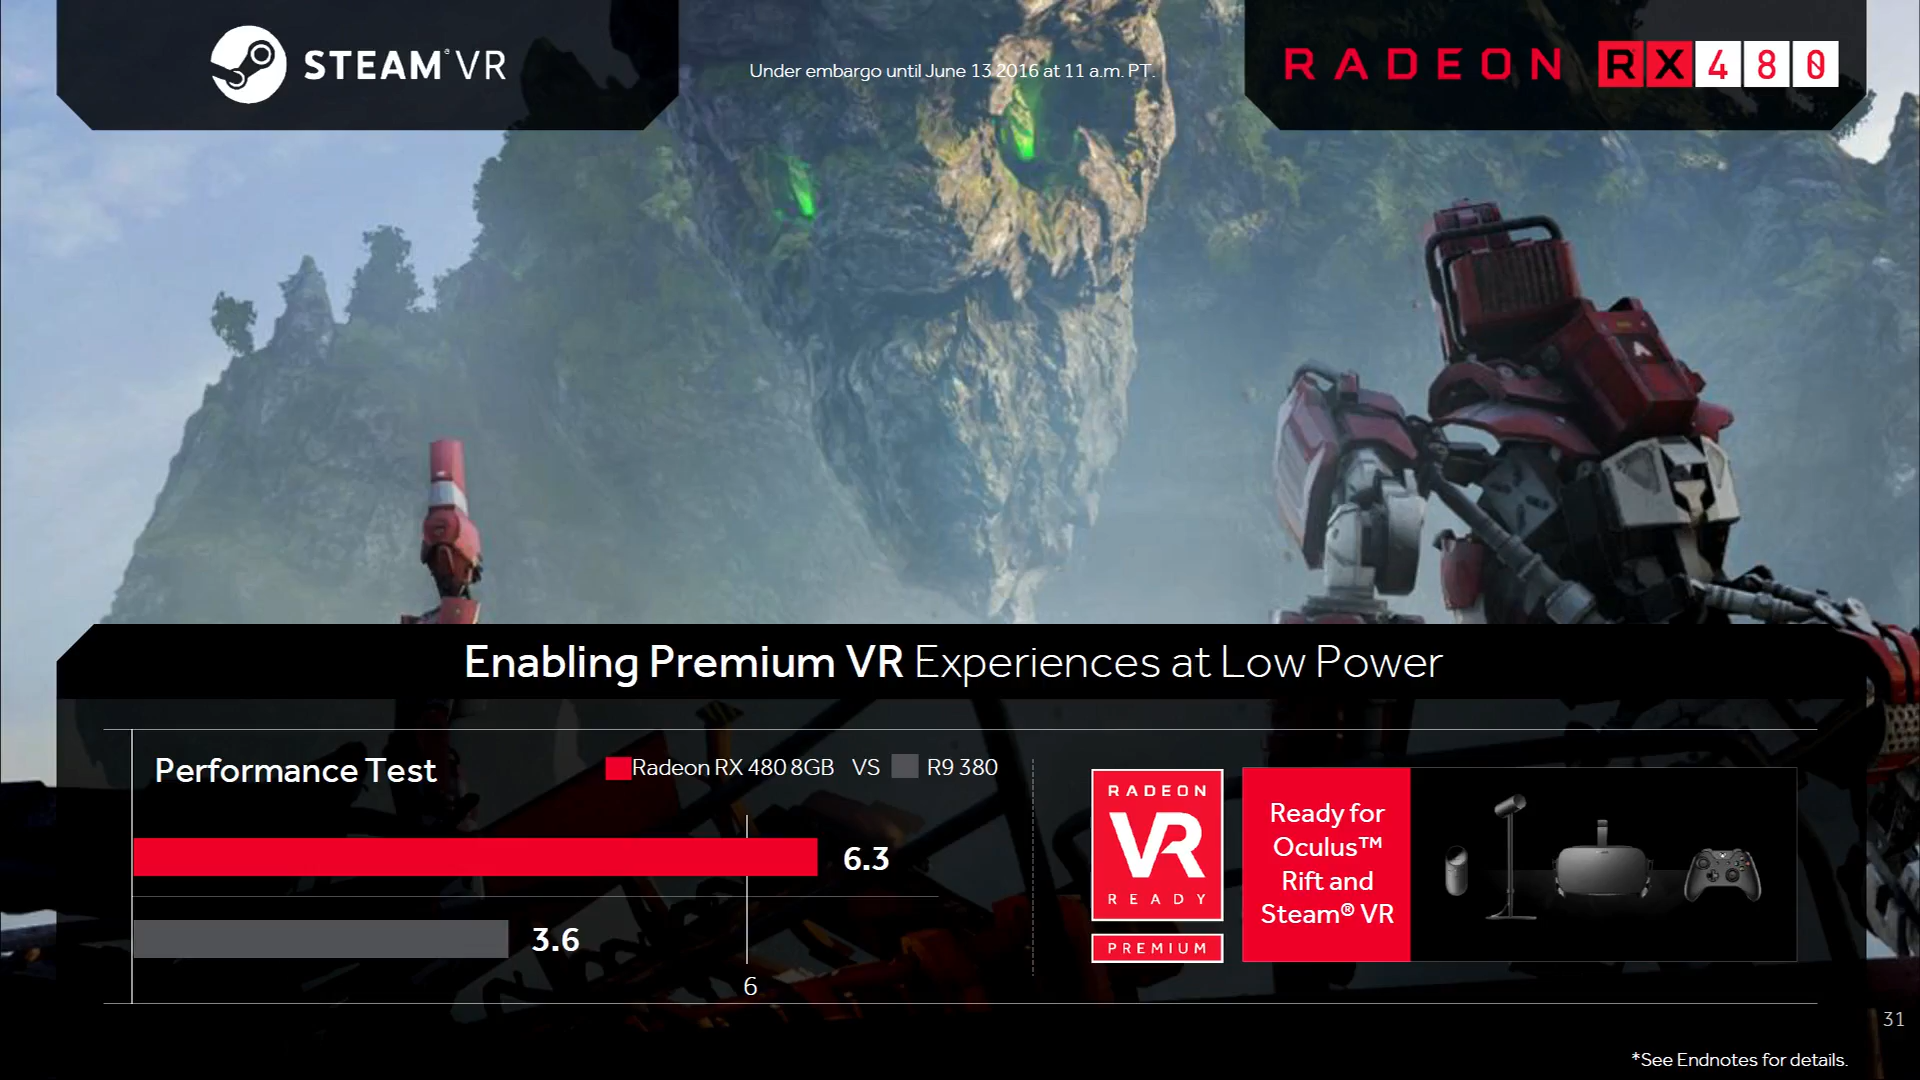 STEAM®VR
Under embargo until June 13 2016 at 11 a.m. PT.
RADEON RX 480
Enabling Premium VR Experiences at Low Power
Performance Test
Radeon RX 480 8GB VS R9 380
6.3
3.6
6
RADEON
VR
READY
PREMIUM
Ready for
Oculus™
Rift and
Steam® VR
31
*See Endnotes for details.